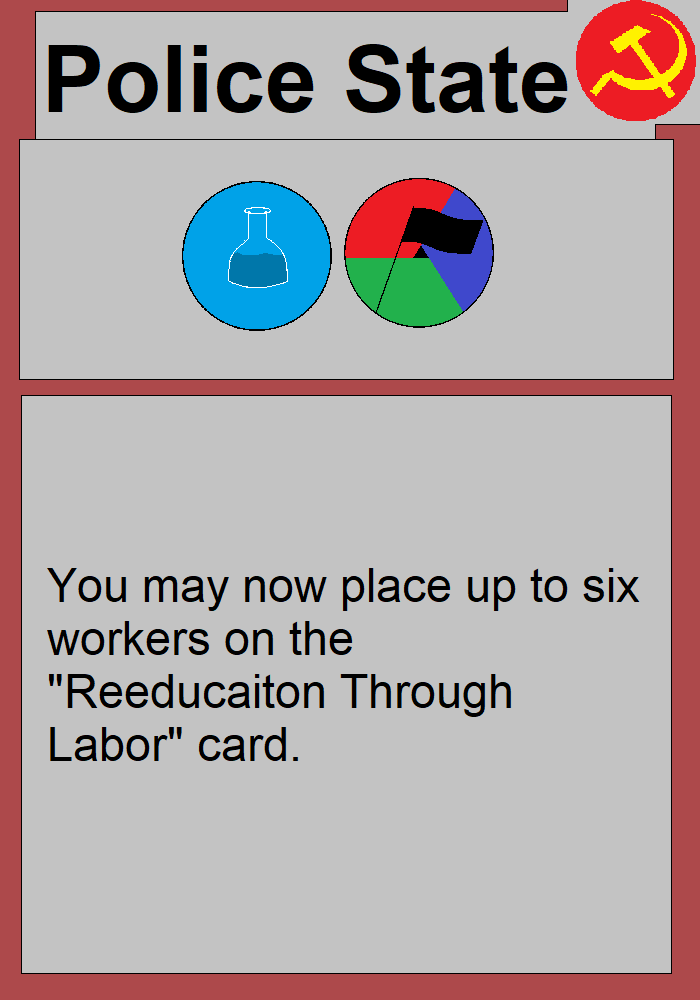 Police State
You may now place up to six
workers on the
"Reeducaiton Through
Labor" card.